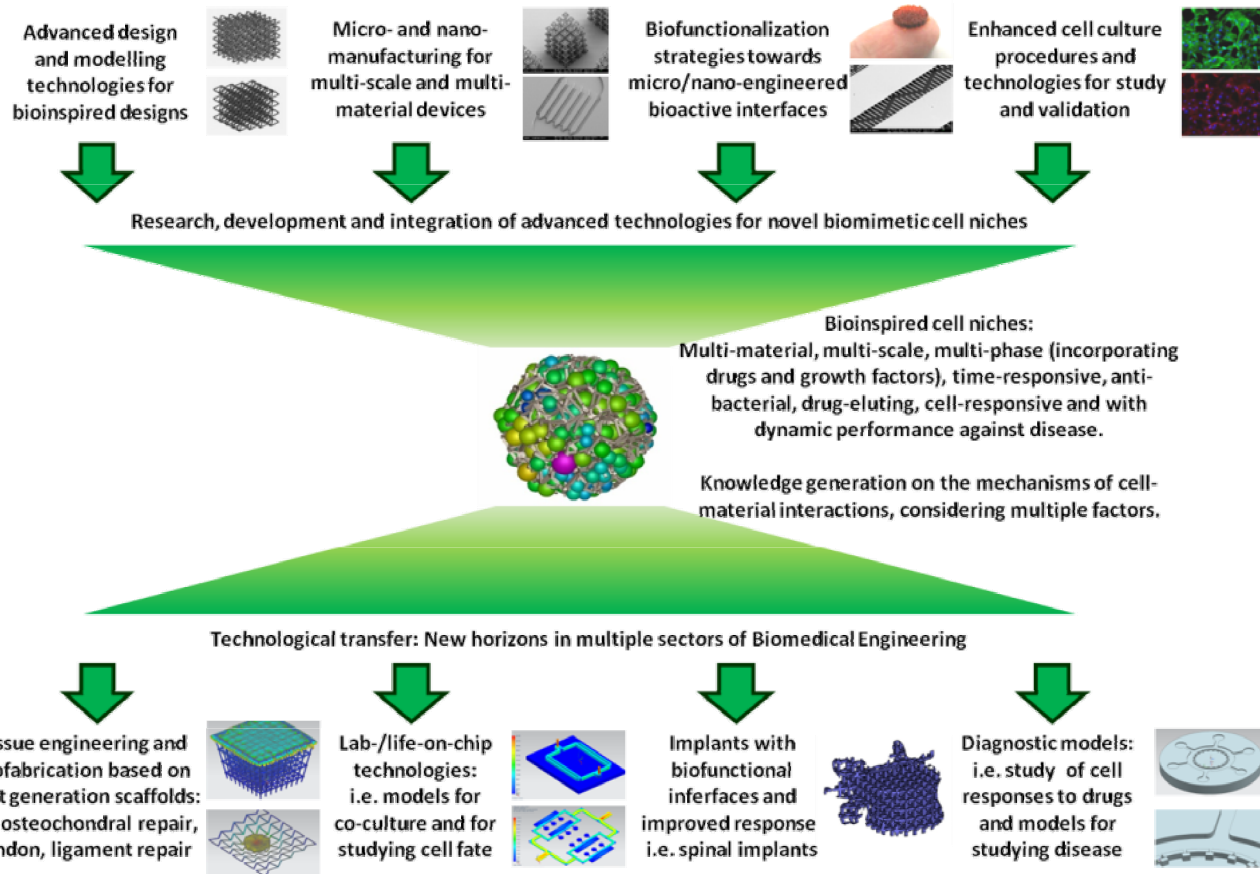 Advanced design
and modelling
technologies for
bioinspired designs
Micro- and nano-
manufacturing for
multi-scale and multi-
material devices
Biofunctionalization
strategies towards
micro/nano-engineered
bioactive interfaces
Enhanced cell culture
procedures and
technologies for study
and validation
Research, development and integration of advanced technologies for novel biomimetic cell niches
Bioinspired cell niches:
Multi-material, multi-scale, multi-phase (incorporating
drugs and growth factors), time-responsive, anti-
bacterial, drug-eluting, cell-responsive and with
dynamic performance against disease.
Knowledge generation on the mechanisms of cell-
material interactions, considering multiple factors.
Technological transfer: New horizons in multiple sectors of Biomedical Engineering
ssue engineering and
ofabrication based on
t generation scaffolds:
osteochondral repair,
ndon, ligament repair
Lab-/life-on-chip
technologies:
i.e. models for
co-culture and for
studying cell fate
Implants with
biofunctional
inferfaces and
improved response
i.e. spinal implants
Diagnostic models:
i.e. study of cell
responses to drugs
and models for
studying disease